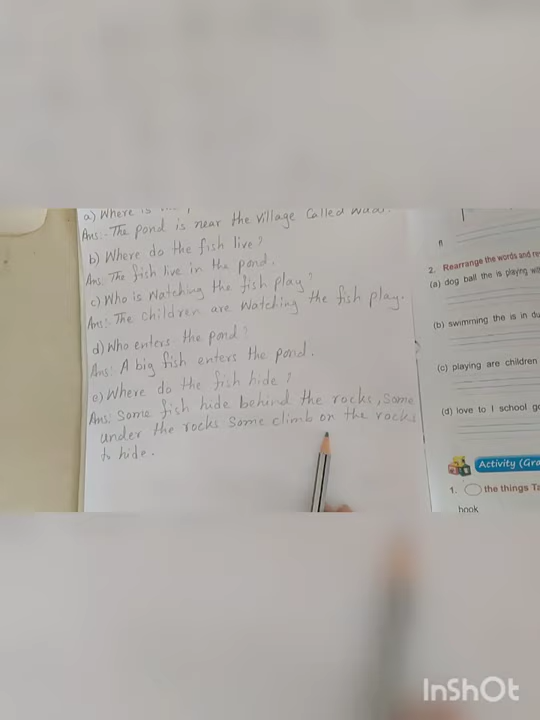 a) Where is
Ans:- The pond is near the village called
b) Where do the fish live?
Ans: The fish live in the pond.
c) Who is watching the fish play?
Ans:- The children are watching the fish play.
d) Who enters the pond?
Ans: A big fish enters the pond.
e) Where do the fish hide?
Ans: Some fish hide behind the rocks, Some
under the rocks Some climb on the rocks
to hide.
n
2. Rearrange the words and
(a) dog ball the is playing
(b) swimming the is in
(c) playing are children
(d) love to I school
Activity
1. the things
book
InShOt